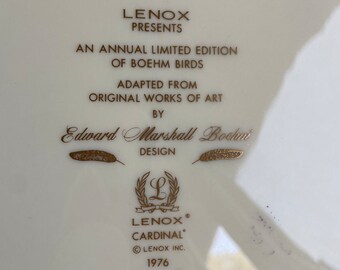 LENOX
PRESENTS
AN ANNUAL LIMITED EDITION
OF BOEHM BIRDS
ADAPTED FROM
ORIGINAL WORKS OF ART
BY
Edward Marshall Boehm
DESIGN
L
LENOX®
CARDINAL®
© LENOX INC.
1976